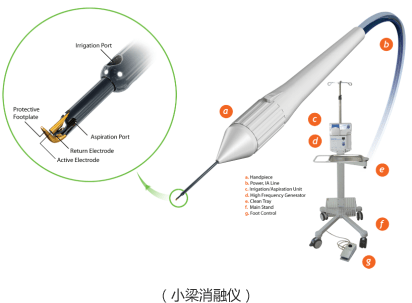 Irrigation Port
Protective
Footplate
Aspiration Port
Return Electrode
Active Electrode
a
b
c
d
e
f
g
a. Handpiece
b. Power, IA Line
c. Irrigation/Aspiration Unit
d. High Frequency Generator
e. Clean Tray
f. Main Stand
g. Foot Control
（小梁消融仪）